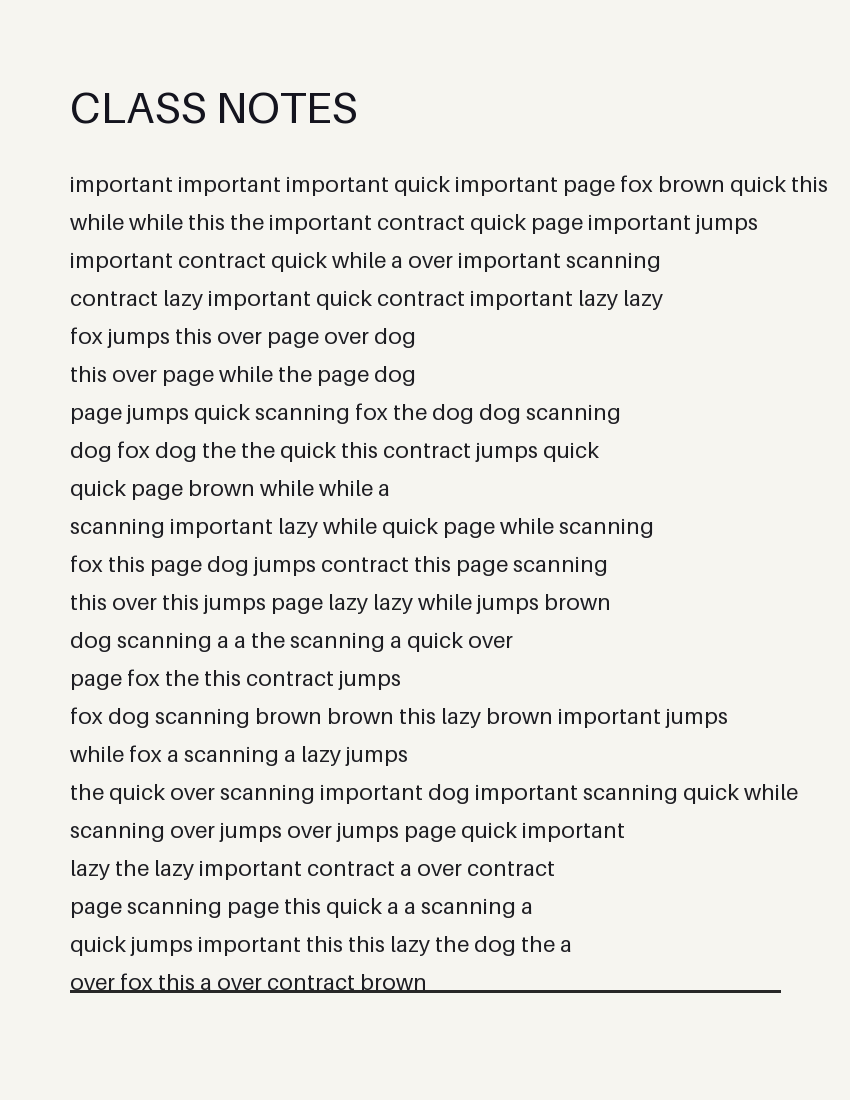 CLASS NOTES
important important important quick important page fox brown quick this
while while this the important contract quick page important jumps
important contract quick while a over important scanning
contract lazy important quick contract important lazy lazy
fox jumps this over page over dog
this over page while the page dog
page jumps quick scanning fox the dog dog scanning
dog fox dog the the quick this contract jumps quick
quick page brown while while a
scanning important lazy while quick page while scanning
fox this page dog jumps contract this page scanning
this over this jumps page lazy lazy while jumps brown
dog scanning a a the scanning a quick over
page fox the this contract jumps
fox dog scanning brown brown this lazy brown important jumps
while fox a scanning a lazy jumps
the quick over scanning important dog important scanning quick while
scanning over jumps over jumps page quick important
lazy the lazy important contract a over contract
page scanning page this quick a a scanning a
quick jumps important this this lazy the dog the a
over fox this a over contract brown